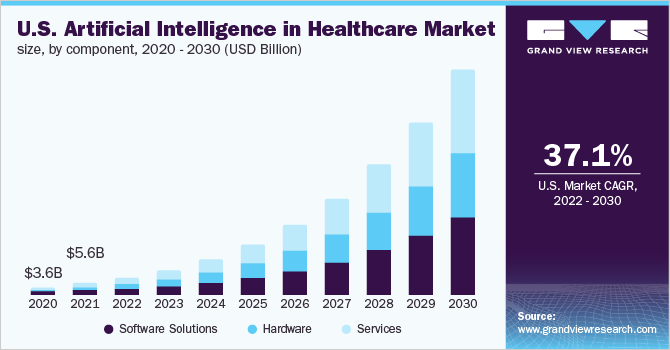 U.S. Artificial Intelligence in Healthcare Market
size, by component, 2020 - 2030 (USD Billion)
$3.6B
$5.6B
2020 2021 2022 2023 2024 2025 2026 2027 2028 2029 2030
Software Solutions Hardware Services
GRAND VIEW RESEARCH
37.1%
U.S. Market CAGR,
2022 - 2030
Source:
www.grandviewresearch.com